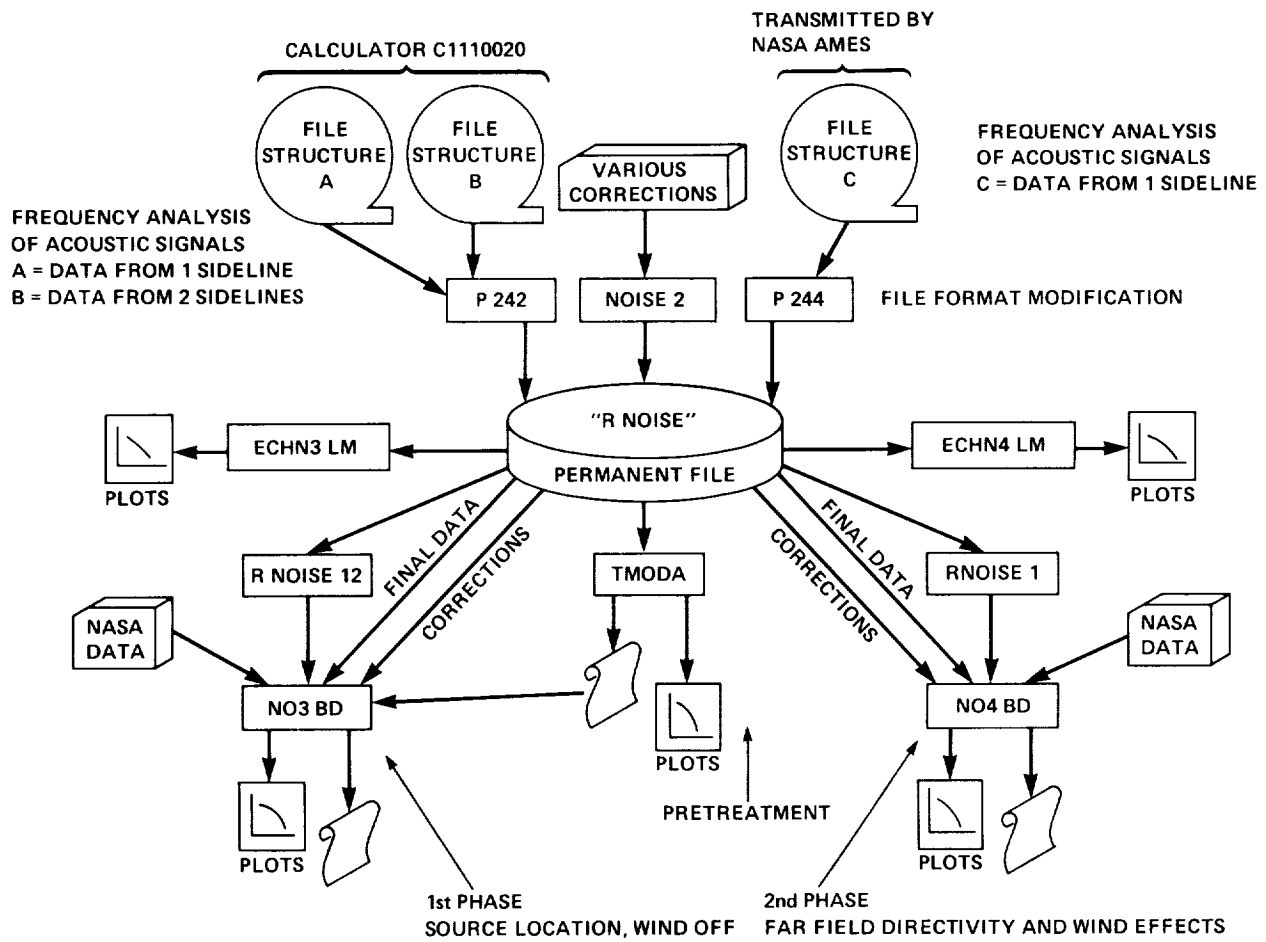 CALCULATOR C1110020
TRANSMITTED BY
NASA AMES
FILE
STRUCTURE
A
FILE
STRUCTURE
B
VARIOUS
CORRECTIONS
FILE
STRUCTURE
C
FREQUENCY ANALYSIS
OF ACOUSTIC SIGNALS
C = DATA FROM 1 SIDELINE
FREQUENCY ANALYSIS
OF ACOUSTIC SIGNALS
A = DATA FROM 1 SIDELINE
B = DATA FROM 2 SIDELINES
P 242
NOISE 2
P 244
FILE FORMAT MODIFICATION
"R NOISE"
PERMANENT FILE
ECHN3 LM
PLOTS
ECHN4 LM
PLOTS
R NOISE 12
FINAL DATA
CORRECTIONS
TMODA
CORRECTIONS
FINAL DATA
RNOISE 1
NASA
DATA
NASA
DATA
NO3 BD
NO4 BD
PLOTS
PLOTS
PLOTS
PRETREATMENT
1st PHASE
SOURCE LOCATION, WIND OFF
2nd PHASE
FAR FIELD DIRECTIVITY AND WIND EFFECTS